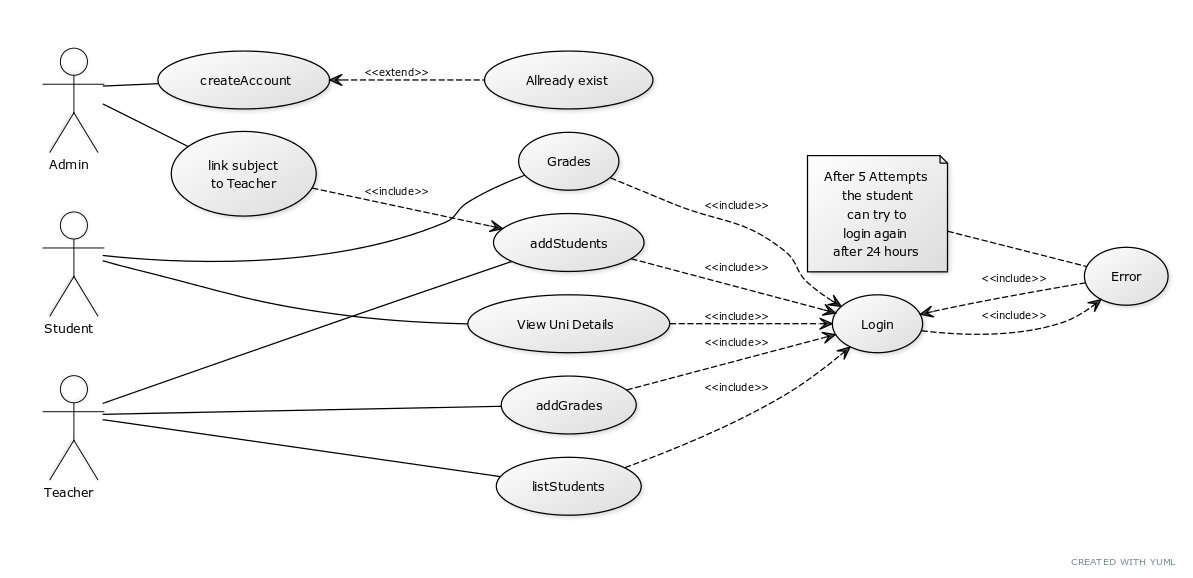 createAccount
<<extend>>
Allready exist
Admin
link subject
to Teacher
<<include>>
Grades
<<include>>
After 5 Attempts
the student
can try to
login again
after 24 hours
addStudents
<<include>>
Error
<<include>>
<<include>>
Student
View Uni Details
<<include>>
Login
<<include>>
addGrades
<<include>>
Teacher
listStudents
CREATED WITH YUML